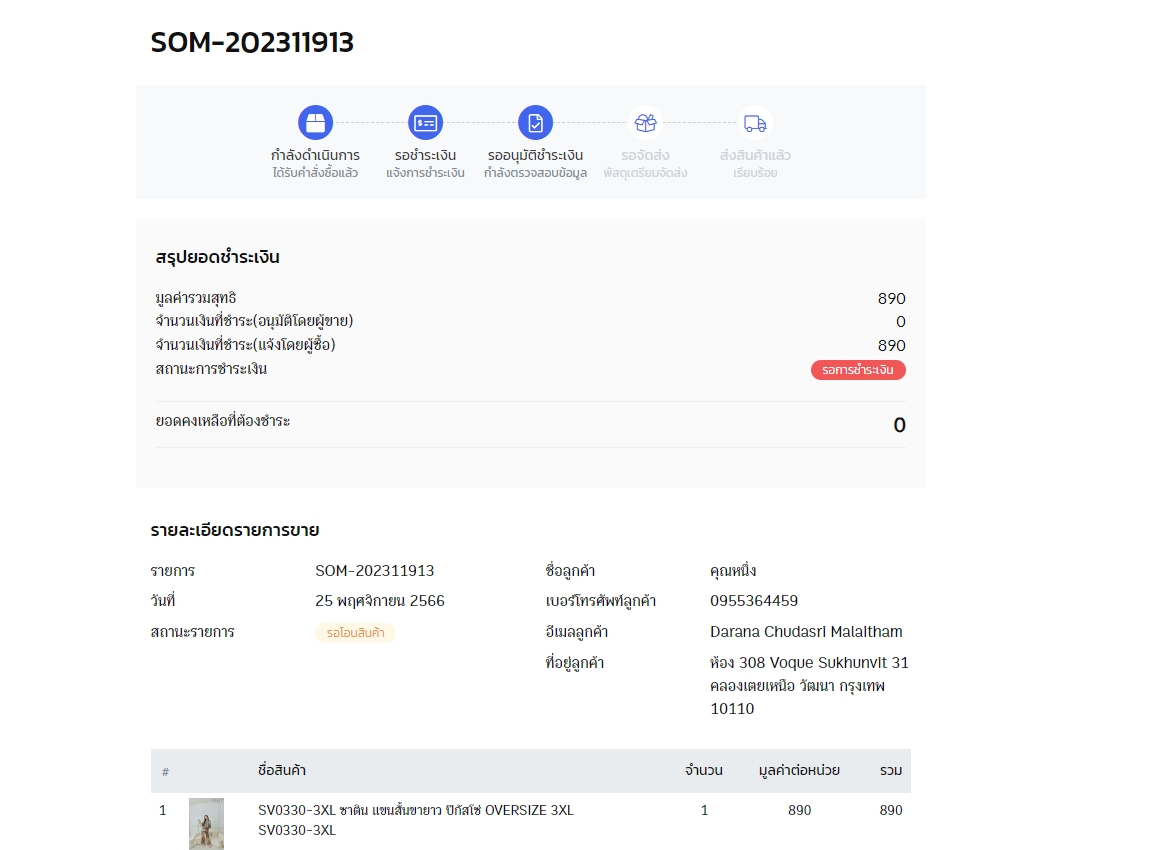 SOM-202311913
กำลังดำเนินการ รอชำระเงิน รออนุมัติชำระเงิน รอจัดส่ง ส่งสินค้าแล้ว
ได้รับคำสั่งซื้อแล้ว แจ้งการชำระเงิน กำลังตรวจสอบข้อมูล พัสดุเตรียมจัดส่ง เรียบร้อย
สรุปยอดชำระเงิน
มูลค่ารวมสุทธิ 890
จำนวนเงินที่ชำระ(อนุมัติโดยผู้ขาย) 0
จำนวนเงินที่ชำระ(แจ้งโดยผู้ซื้อ) 890
สถานะการชำระเงิน รอการชำระเงิน
ยอดคงเหลือที่ต้องชำระ 0
รายละเอียดรายการขาย
รายการ SOM-202311913 ชื่อลูกค้า คุณหนึ่ง
วันที่ 25 พฤศจิกายน 2566 เบอร์โทรศัพท์ลูกค้า 0955364459
สถานะรายการ รอโอนสินค้า อีเมลลูกค้า Darana Chudasri Malaitham
ที่อยู่ลูกค้า ห้อง 308 Voque Sukhunvit 31
คลองเตยเหนือ วัฒนา กรุงเทพ
10110
# ชื่อสินค้า จำนวน มูลค่าต่อหน่วย รวม
1 SV0330-3XL ซาติน แขนสั้นขายาว ปิกัสโซ่ OVERSIZE 3XL 1 890 890
SV0330-3XL